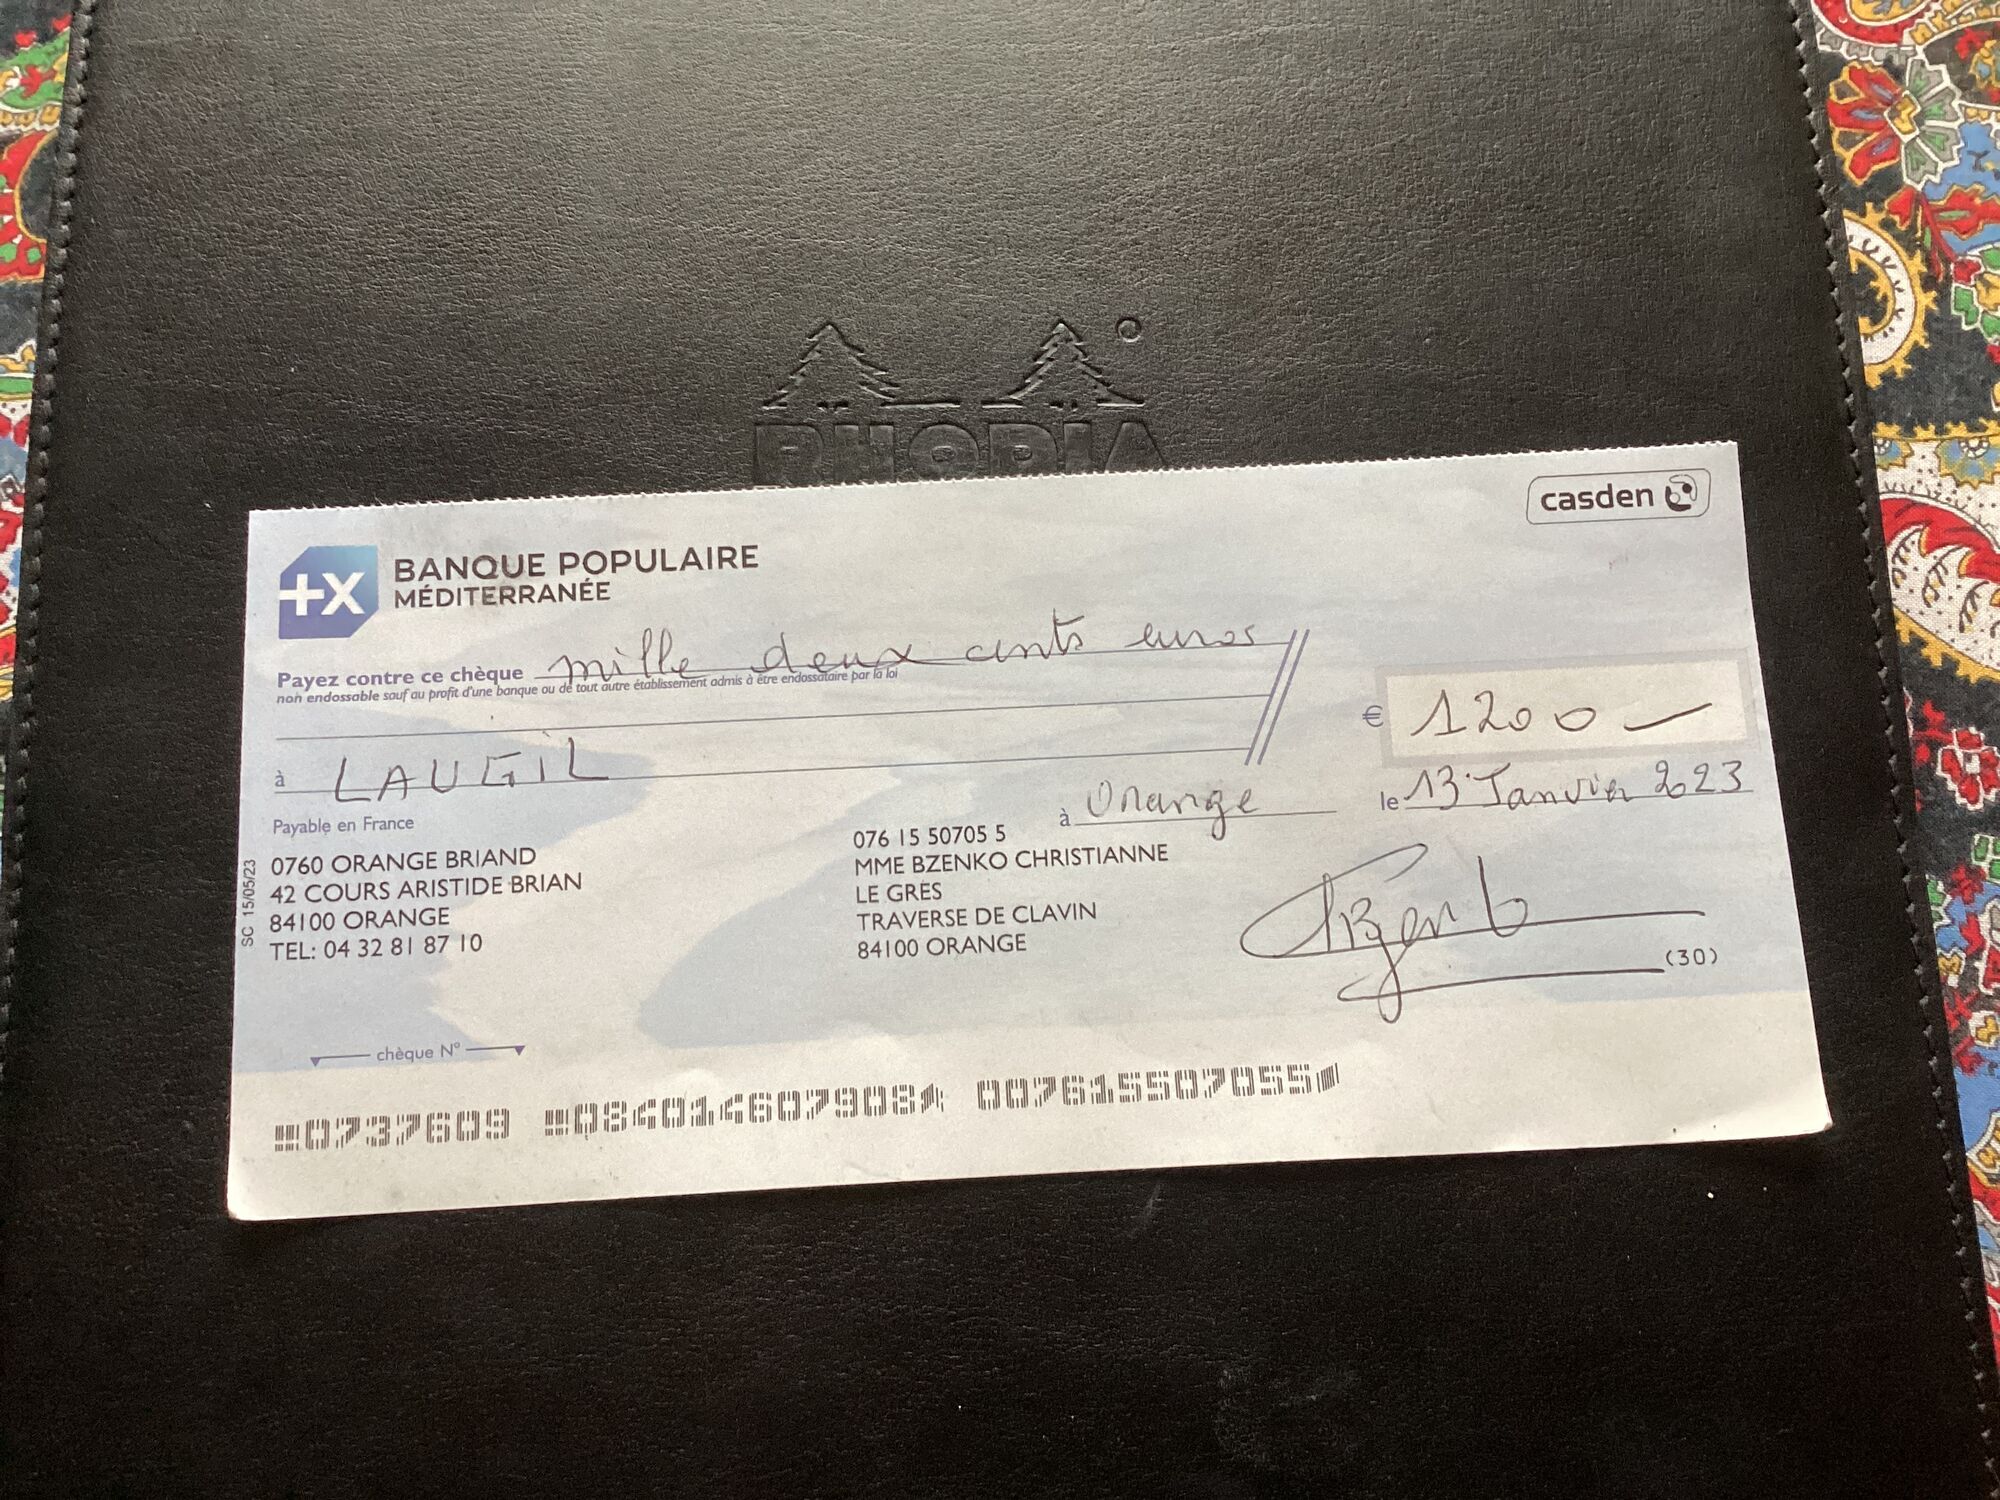 RHODIA
casden
+X BANQUE POPULAIRE
MÉDITERRANÉE
Payez contre ce chèque mille deux cents euros
non endossable sauf au profit d'une banque ou de tout autre établissement admis à être endossataire par la loi
€ 1200
à LAUGIL
à Orange le 13 Janvier 2023
Payable en France
0760 ORANGE BRIAND
42 COURS ARISTIDE BRIAN
84100 ORANGE
TEL: 04 32 81 87 10
SC 15/05/23
076 15 50705 5
MME BZENKO CHRISTIANNE
LE GRES
TRAVERSE DE CLAVIN
84100 ORANGE
(30)
chèque N°
0737609 084014607908 007615507055